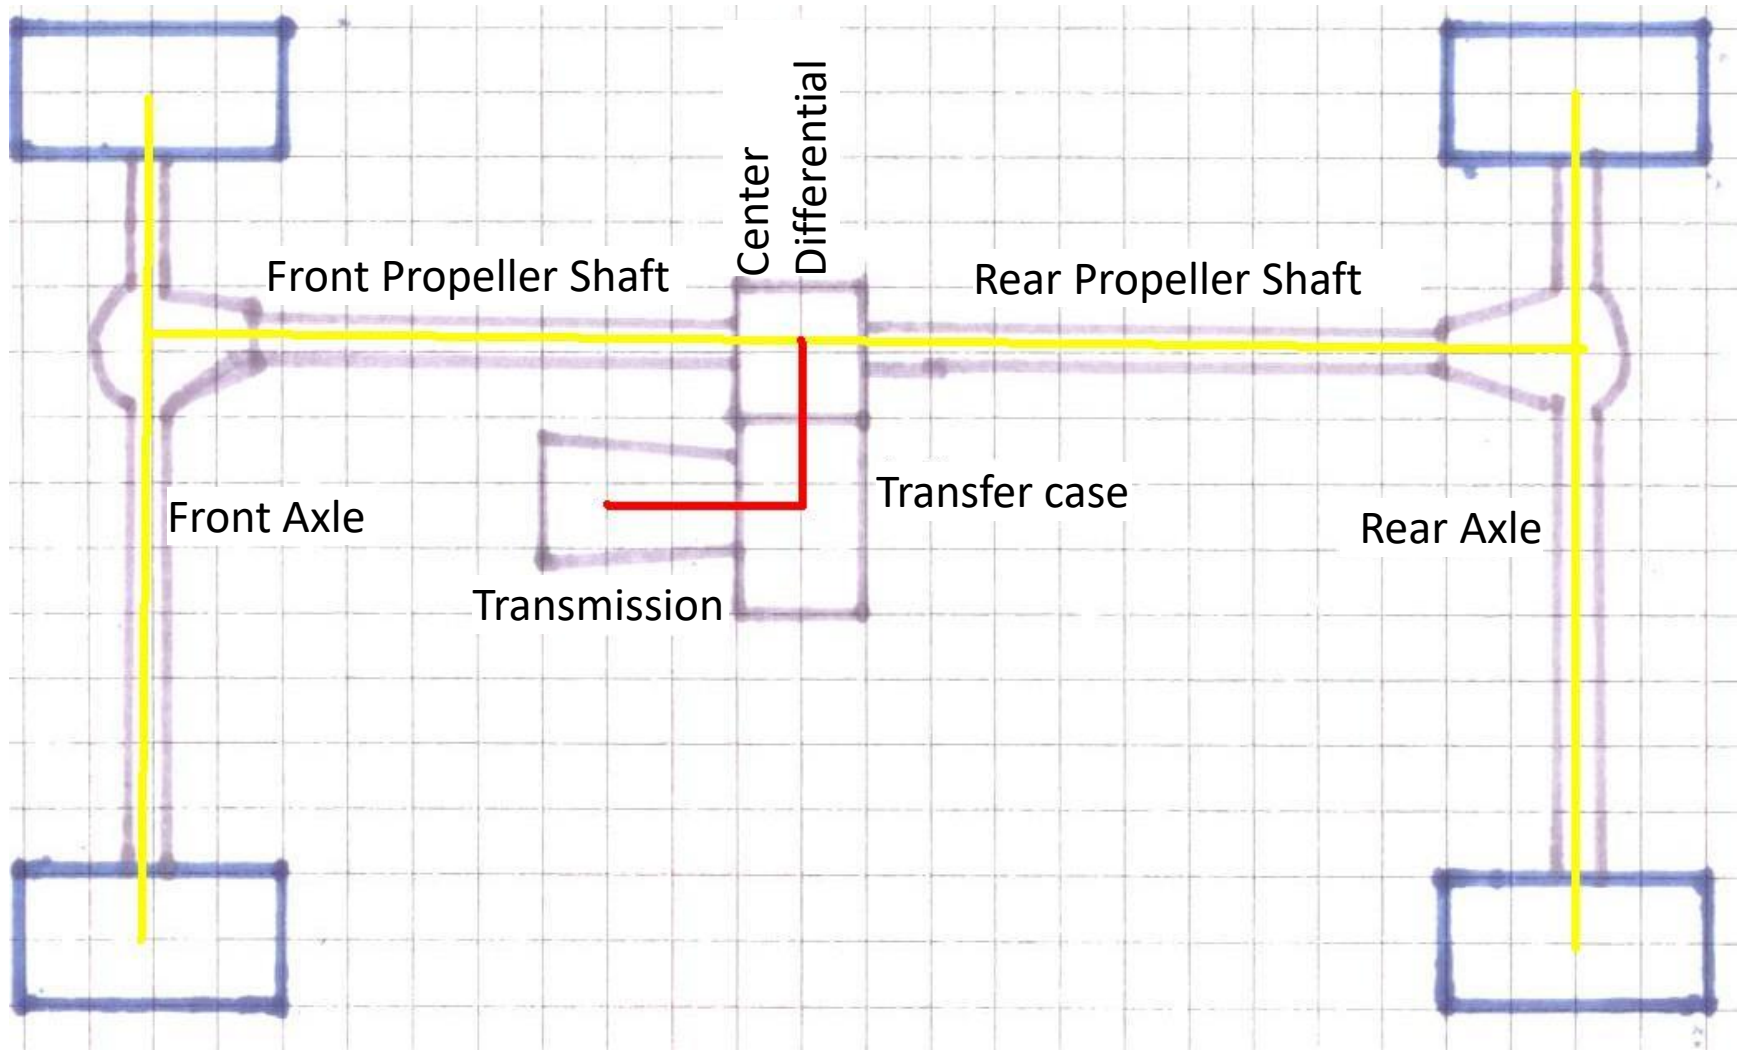 Center
Differential
Front Propeller Shaft
Rear Propeller Shaft
Transfer case
Front Axle
Rear Axle
Transmission